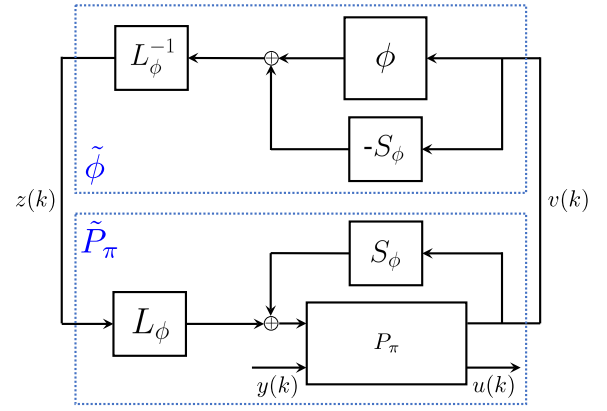 L_ϕ^{-1}
ϕ
-S_ϕ
ϕ̃
z(k)
v(k)
P̃_π
S_ϕ
L_ϕ
P_π
y(k)
u(k)